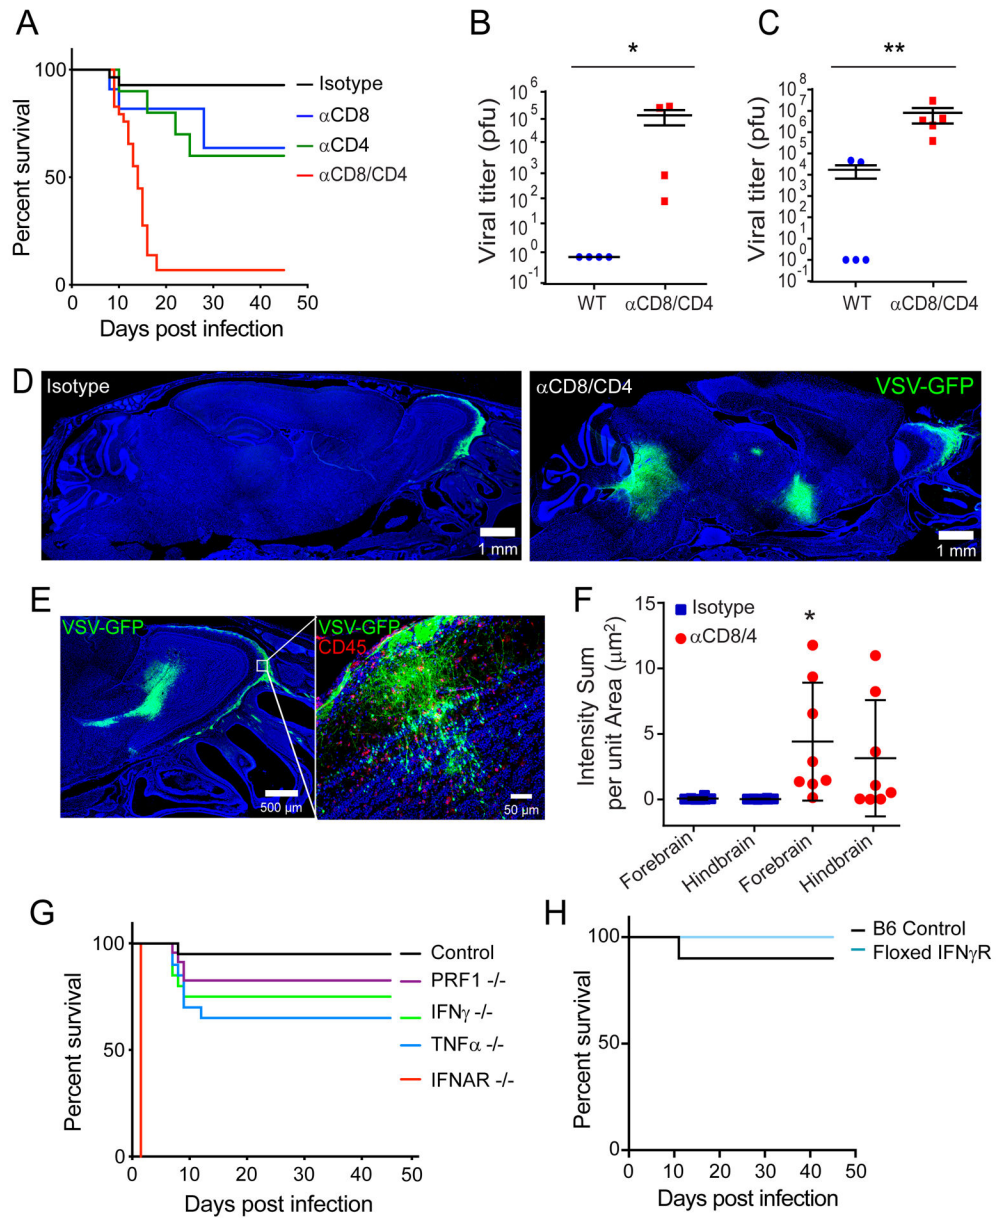 A
Percent survival
100
50
0
0 10 20 30 40 50
Days post infection
Isotype
αCD8
αCD4
αCD8/CD4
B
*
Viral titer (pfu)
10^6
10^5
10^4
10^3
10^2
10^1
10^0
10^-1
WT αCD8/CD4
C
**
Viral titer (pfu)
10^8
10^7
10^6
10^5
10^4
10^3
10^2
10^1
10^0
10^-1
WT αCD8/CD4
D
Isotype
1 mm
αCD8/CD4
VSV-GFP
1 mm
E
VSV-GFP
500 µm
VSV-GFP
CD45
50 µm
F
Intensity Sum
per unit Area (µm²)
15
10
5
0
Isotype
αCD8/4
*
Forebrain
Hindbrain
Forebrain
Hindbrain
G
Percent survival
100
50
0
0 10 20 30 40 50
Days post infection
Control
PRF1 -/-
IFNγ -/-
TNFα -/-
IFNAR -/-
H
Percent survival
100
50
0
0 10 20 30 40 50
Days post infection
B6 Control
Floxed IFNγR